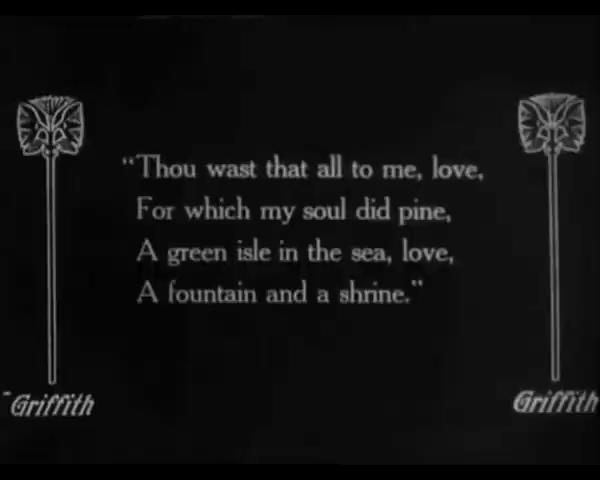 "Thou wast that all to me, love,
For which my soul did pine,
A green isle in the sea, love,
A fountain and a shrine."
Griffith
Griffith